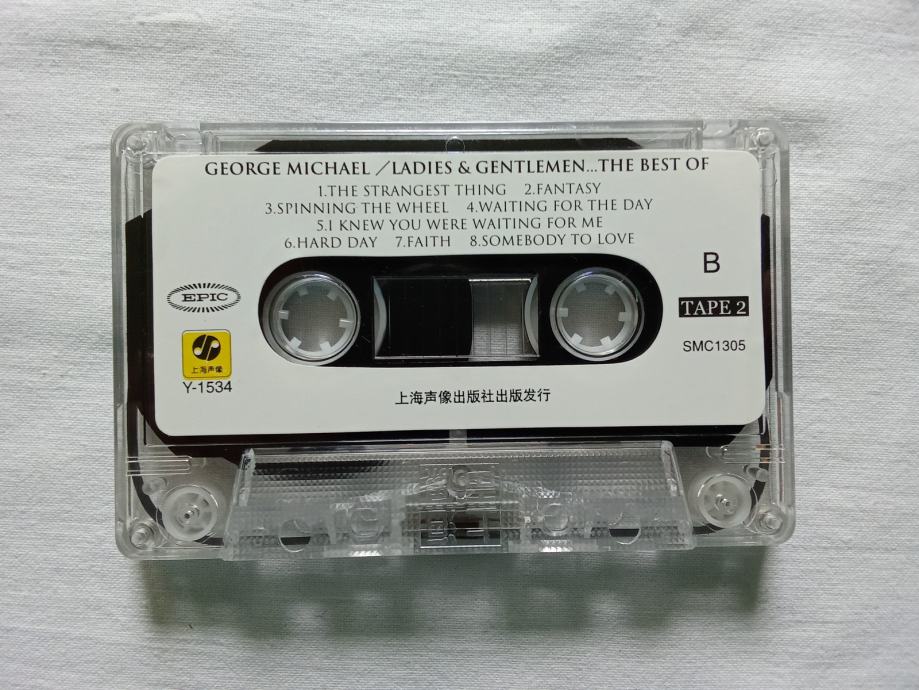 GEORGE MICHAEL /LADIES & GENTLEMEN...THE BEST OF
1.THE STRANGEST THING 2.FANTASY
3.SPINNING THE WHEEL 4.WAITING FOR THE DAY
5.I KNEW YOU WERE WAITING FOR ME
6.HARD DAY 7.FAITH 8.SOMEBODY TO LOVE
B
EPIC
TAPE 2
上海声像
SMC1305
Y-1534
上海声像出版社出版发行